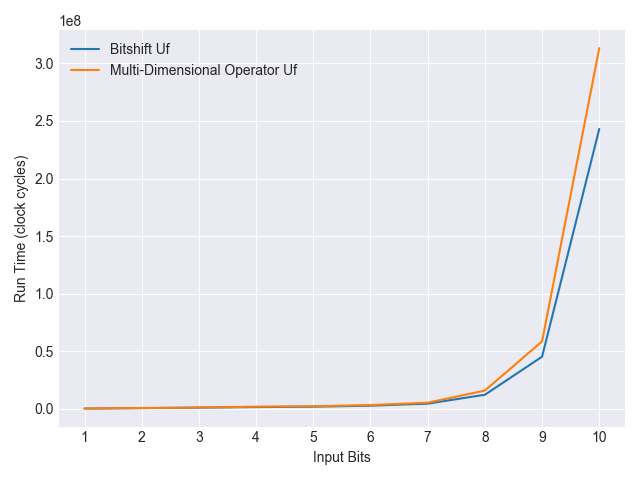 1e8
Bitshift Uf
Multi-Dimensional Operator Uf
3.0
2.5
2.0
1.5
1.0
0.5
0.0
Run Time (clock cycles)
1 2 3 4 5 6 7 8 9 10
Input Bits